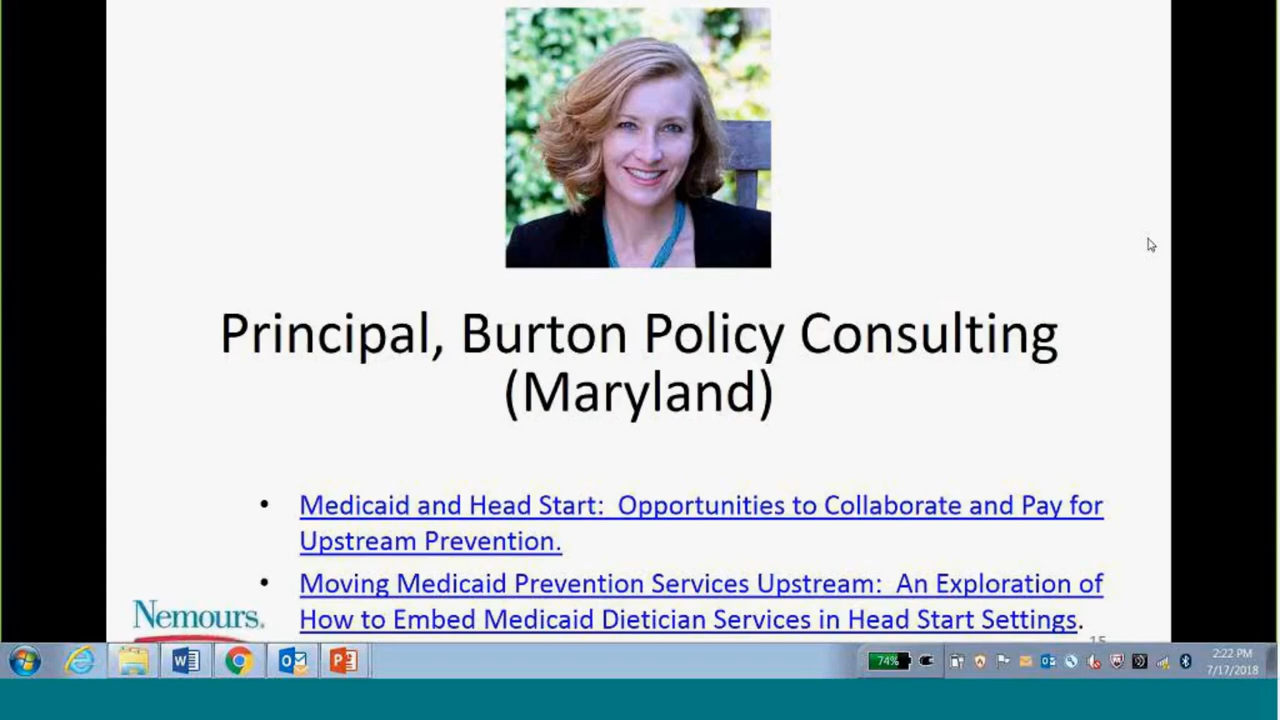 Principal, Burton Policy Consulting
(Maryland)
• Medicaid and Head Start:  Opportunities to Collaborate and Pay for
Upstream Prevention.
• Moving Medicaid Prevention Services Upstream:  An Exploration of
How to Embed Medicaid Dietician Services in Head Start Settings.
Nemours.
15
74%
2:22 PM
7/17/2018